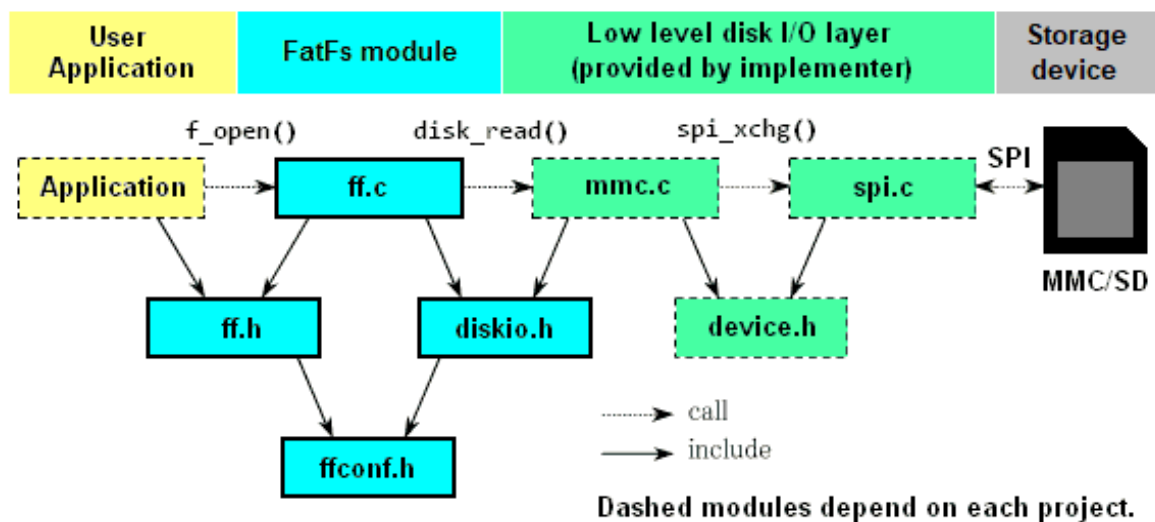 User
Application
FatFs module
Low level disk I/O layer
(provided by implementer)
Storage
device
f_open()
disk_read()
spi_xchg()
SPI
Application
ff.c
mmc.c
spi.c
MMC/SD
ff.h
diskio.h
device.h
call
include
ffconf.h
Dashed modules depend on each project.